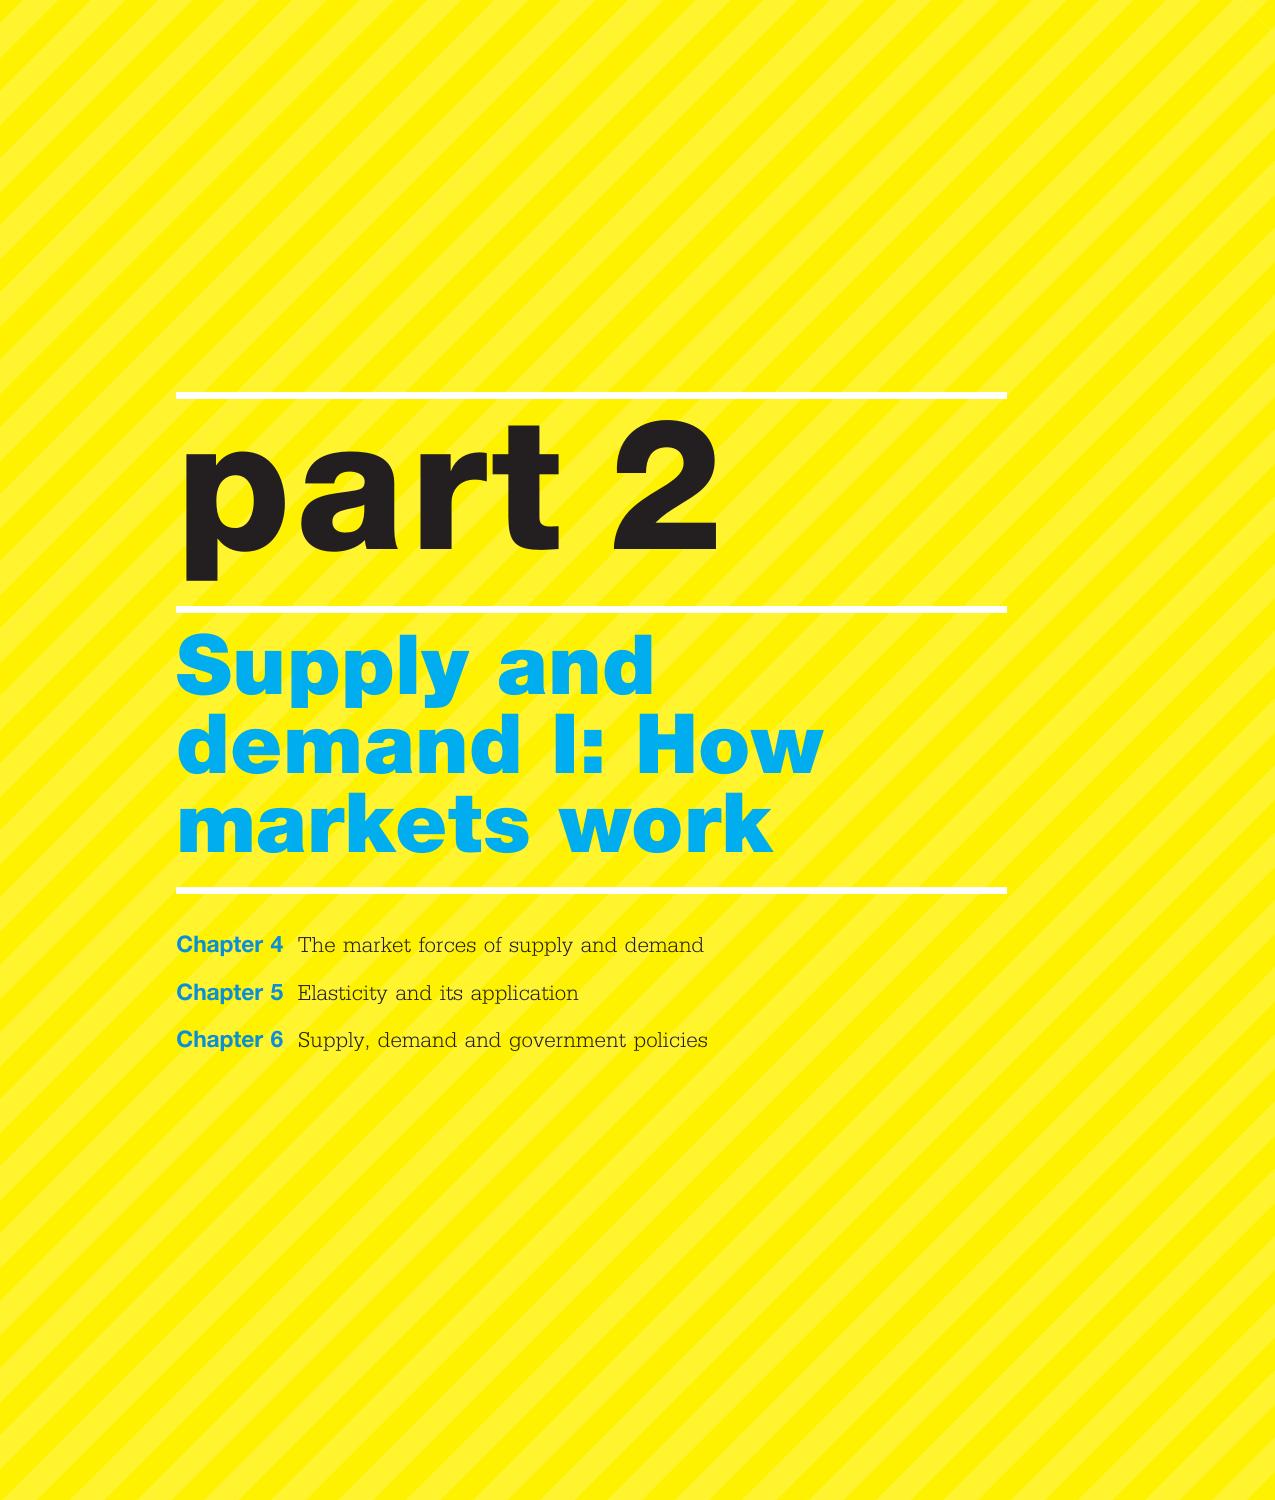 part 2
Supply and
demand I: How
markets work
Chapter 4 The market forces of supply and demand
Chapter 5 Elasticity and its application
Chapter 6 Supply, demand and government policies